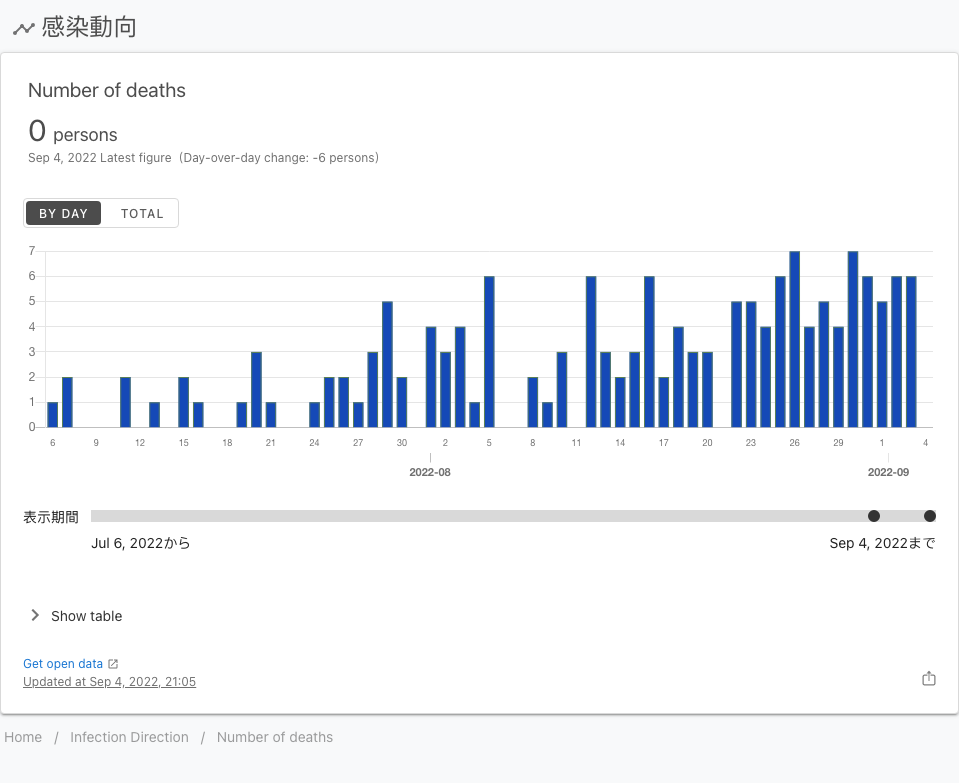 感染動向
Number of deaths
0 persons
Sep 4, 2022 Latest figure (Day-over-day change: -6 persons)
BY DAY TOTAL
7
6
5
4
3
2
1
0
6 9 12 15 18 21 24 27 30 2 5 8 11 14 17 20 23 26 29 1 4
2022-08 2022-09
表示期間
Jul 6, 2022から Sep 4, 2022まで
Show table
Get open data
Updated at Sep 4, 2022, 21:05
Home / Infection Direction / Number of deaths